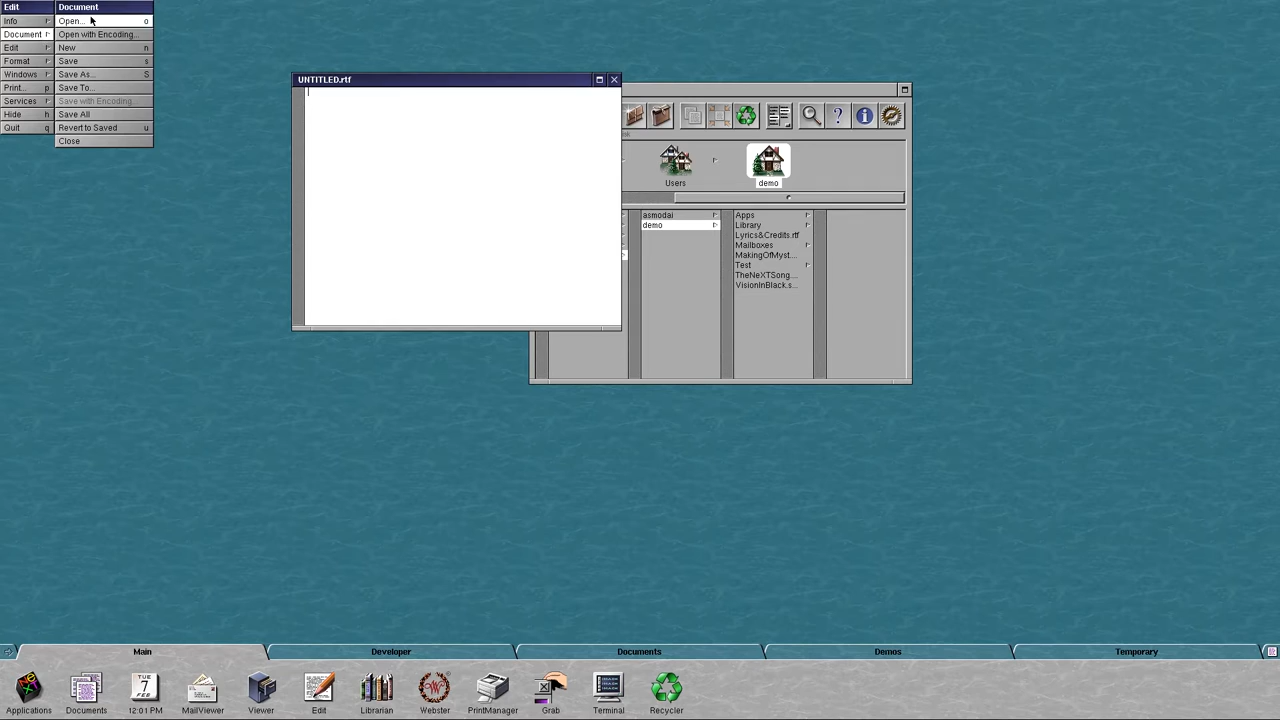 Edit
Info
Document
Edit
Format
Windows
Print... p
Services
Hide h
Quit q
Document
Open... o
Open with Encoding...
New n
Save s
Save As... S
Save To...
Save with Encoding...
Save All
Revert to Saved u
Close
UNTITLED.rtf
Users
demo
asmodai
demo
Apps
Library
Lyrics&Credits.rtf
Mailboxes
MakingOfMyst...
Test
TheNeXTSong...
VisionInBlack.s...
Main
Developer
Documents
Demos
Temporary
TUE
7
FEB
Applications
Documents
12:01 PM
MailViewer
Viewer
Edit
Librarian
Webster
PrintManager
Grab
Terminal
Recycler